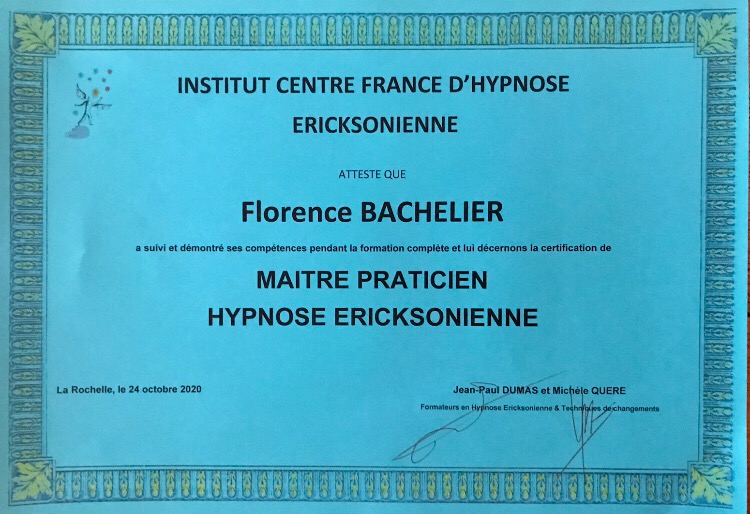 INSTITUT CENTRE FRANCE D'HYPNOSE
ERICKSONIENNE
ATTESTE QUE
Florence BACHELIER
a suivi et démontré ses compétences pendant la formation complète et lui décernons la certification de
MAITRE PRATICIEN
HYPNOSE ERICKSONIENNE
La Rochelle, le 24 octobre 2020
Jean-Paul DUMAS et Michèle QUERE
Formateurs en Hypnose Ericksonienne & Techniques de changements